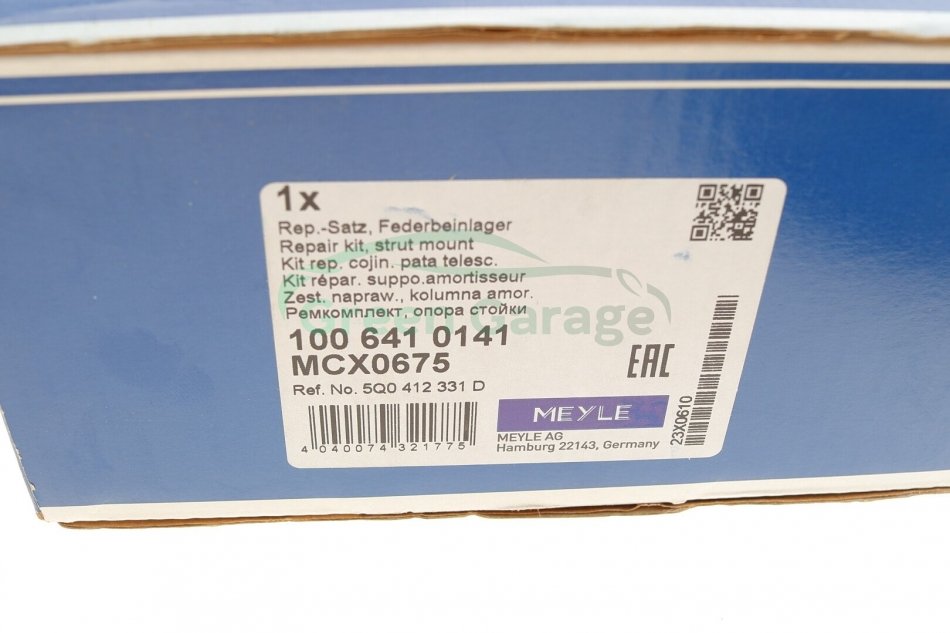 1x
Rep.-Satz, Federbeinlager
Repair kit, strut mount
Kit rep. cojin. pata telesc.
Kit répar. suppo.amortisseur
Zest. napraw., kolumna amor.
Ремкомплект, опора стойки
Green Garage
100 641 0141
MCX0675
EAC
Ref. No. 5Q0 412 331 D
MEYLE
4 040074 321775
MEYLE AG
Hamburg 22143, Germany
23X0610